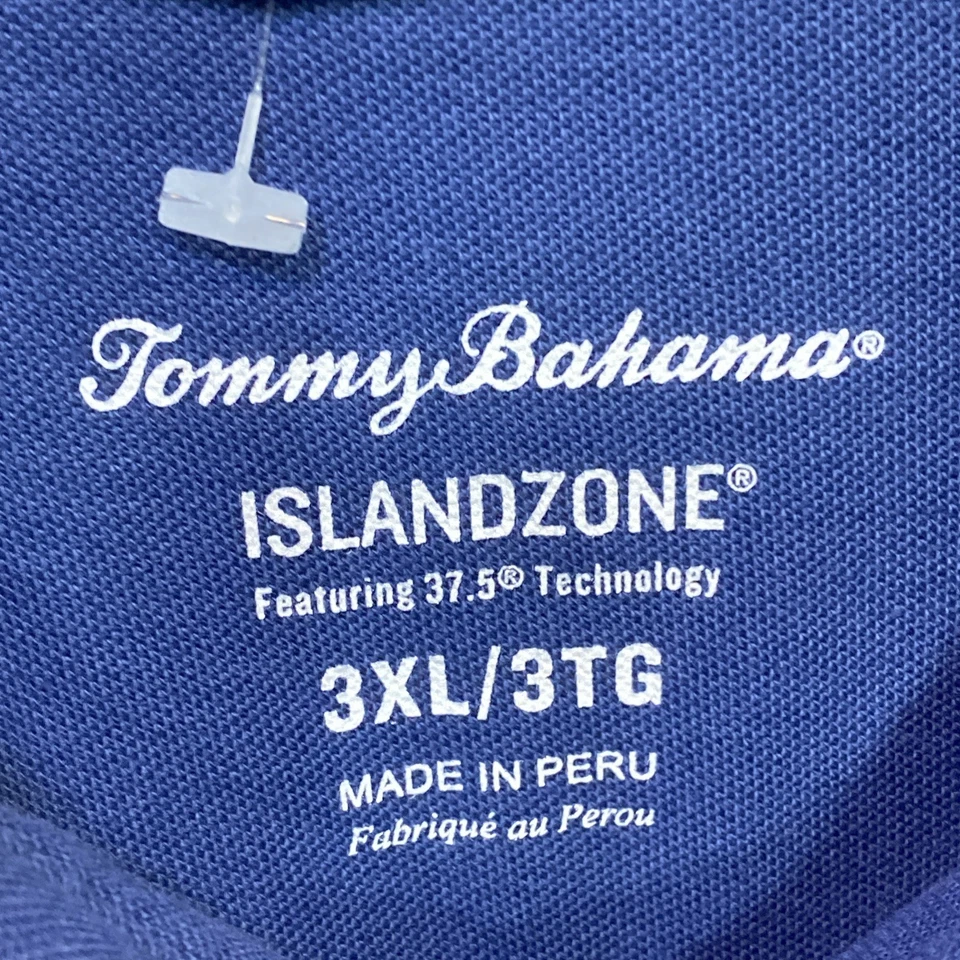 Tommy Bahama®
ISLANDZONE®
Featuring 37.5® Technology
3XL/3TG
MADE IN PERU
Fabriqué au Perou